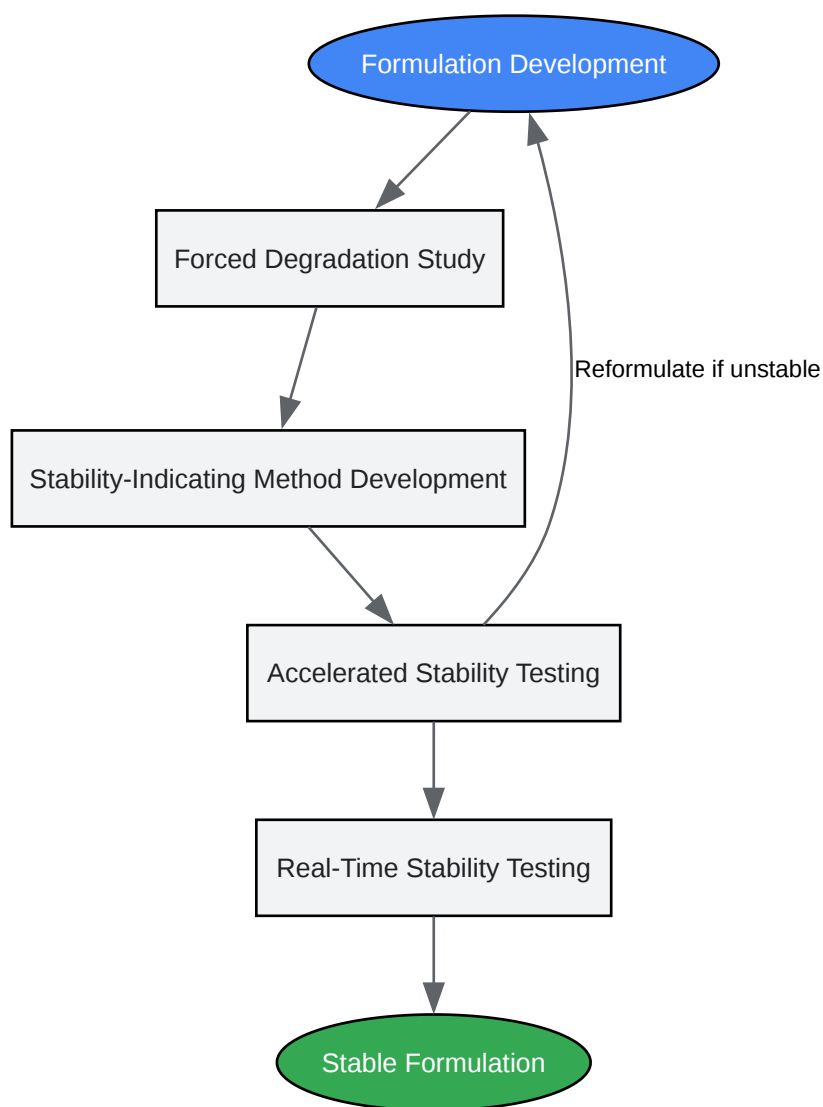 Formulation Development
Forced Degradation Study
Reformulate if unstable
Stability-Indicating Method Development
Accelerated Stability Testing
Real-Time Stability Testing
Stable Formulation